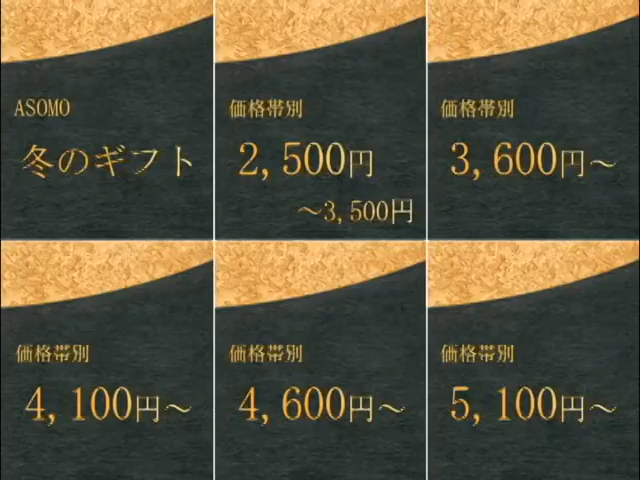 ASOMO
冬のギフト
価格帯別
2,500円
～3,500円
価格帯別
3,600円～
価格帯別
4,100円～
価格帯別
4,600円～
価格帯別
5,100円～